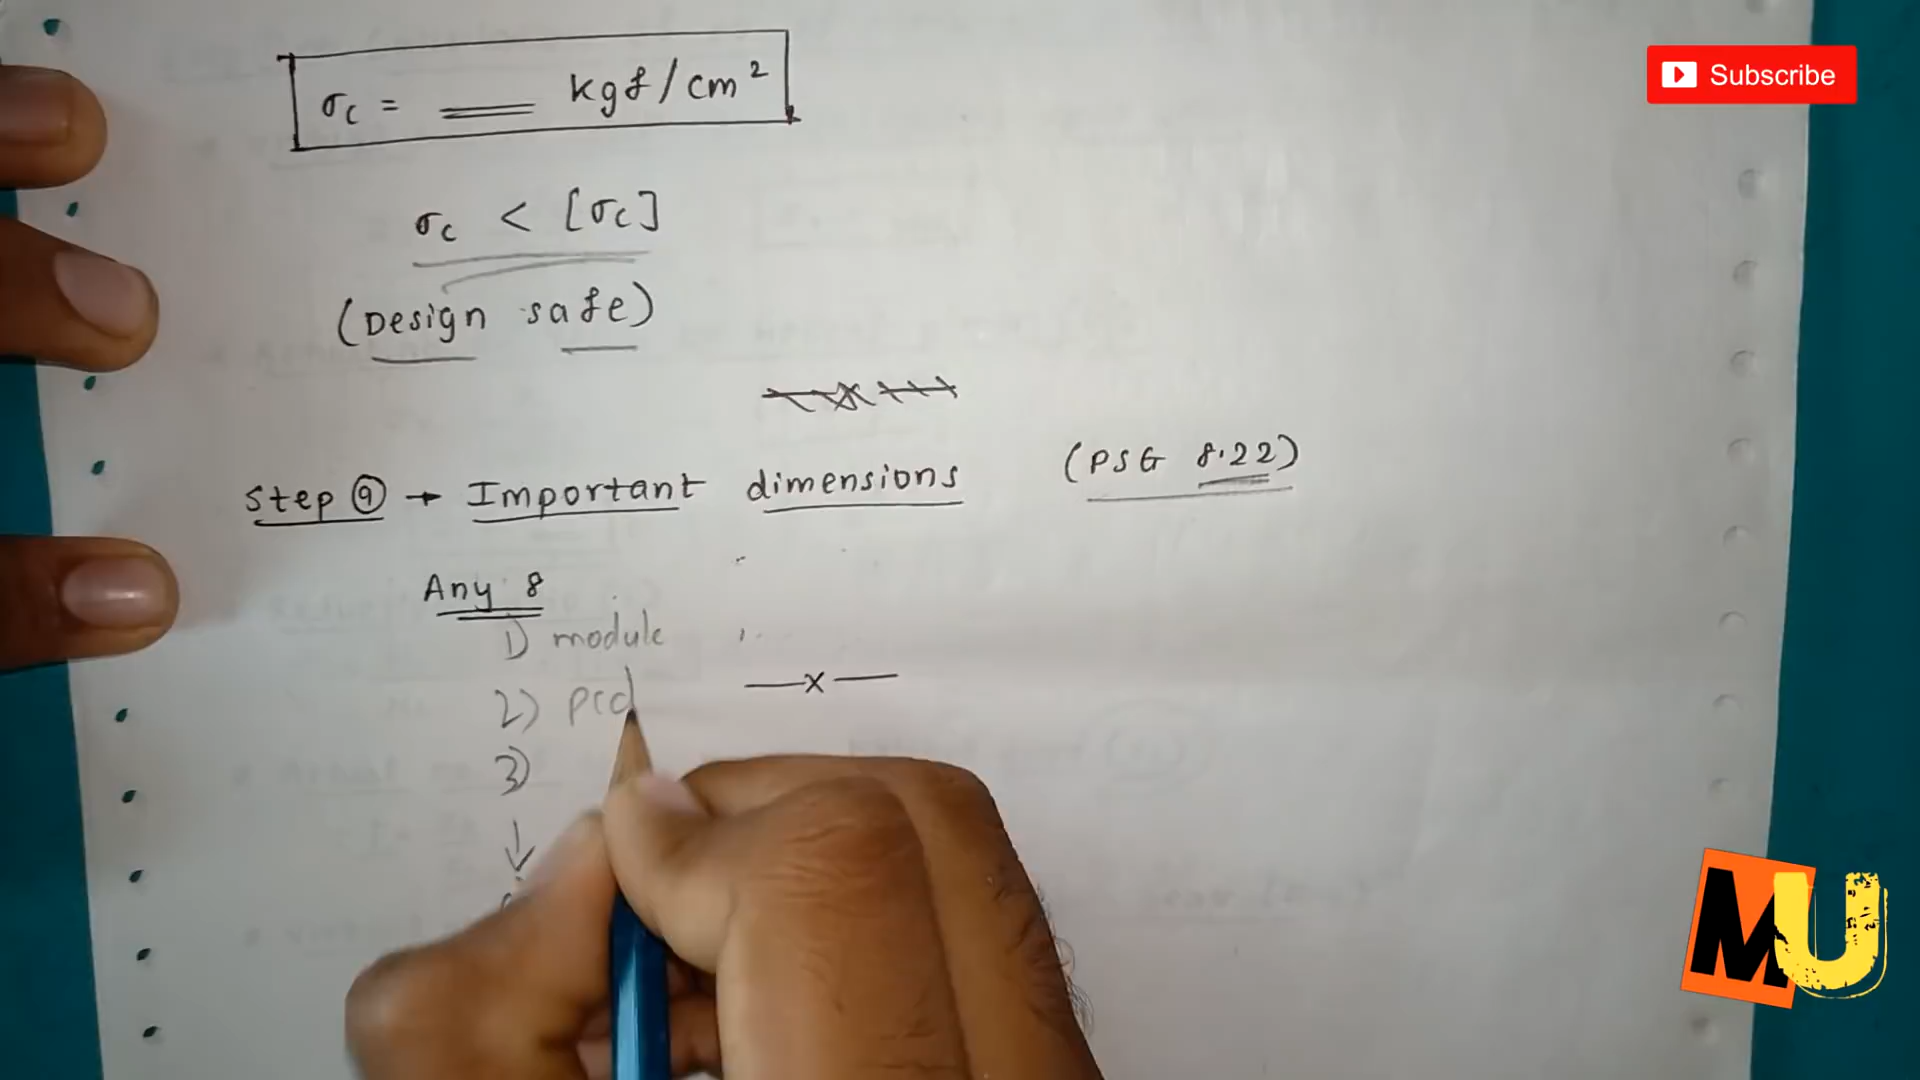 σc = ___ kgf/cm²
Subscribe
σc < [σc]
(Design safe)
Step ⑨ → Important dimensions (PSG 8.22)
Any 8
1) module
2) pcd
—x—
3)
↓
MU